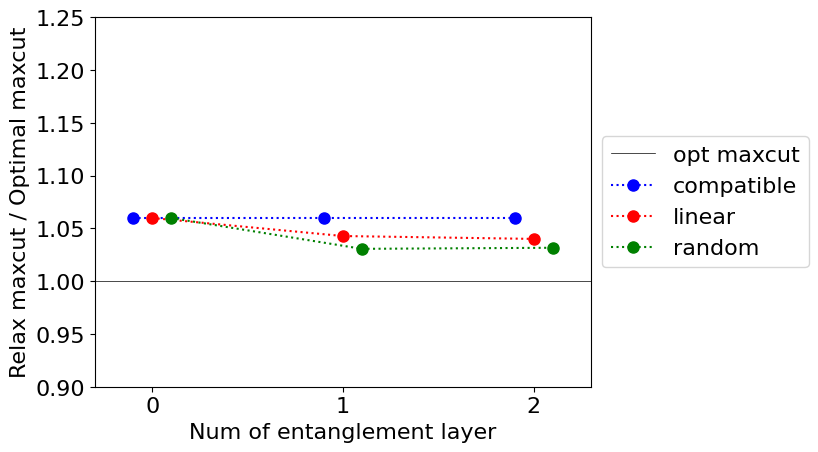 Relax maxcut / Optimal maxcut
1.25
1.20
1.15
1.10
1.05
1.00
0.95
0.90
0
1
2
Num of entanglement layer
opt maxcut
compatible
linear
random